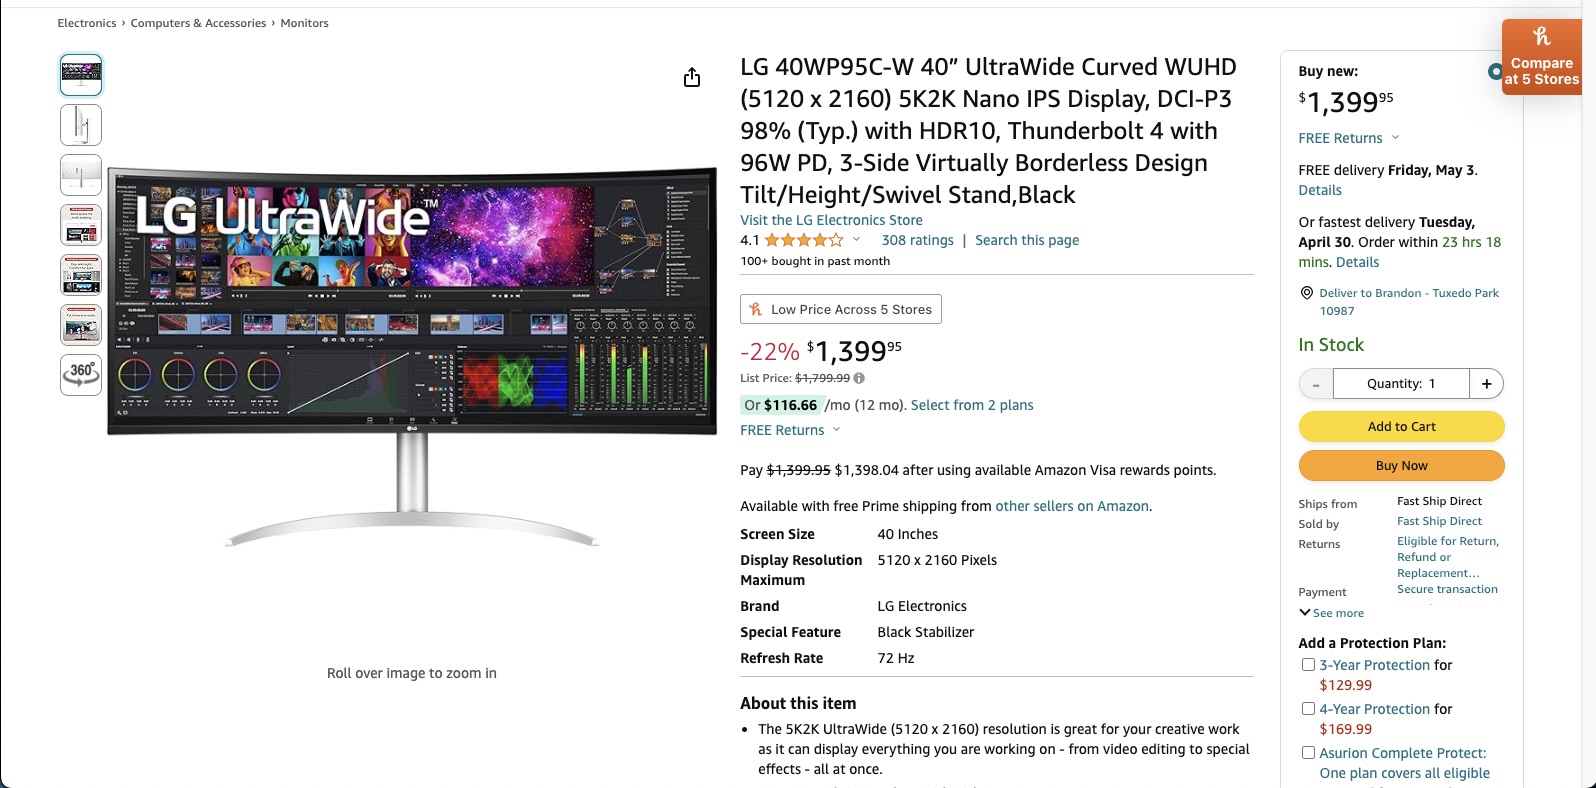 Electronics › Computers & Accessories › Monitors
360°
LG UltraWide™
LG
Roll over image to zoom in
LG 40WP95C-W 40” UltraWide Curved WUHD
(5120 x 2160) 5K2K Nano IPS Display, DCI-P3
98% (Typ.) with HDR10, Thunderbolt 4 with
96W PD, 3-Side Virtually Borderless Design
Tilt/Height/Swivel Stand,Black
Visit the LG Electronics Store
4.1 308 ratings | Search this page
100+ bought in past month
Low Price Across 5 Stores
-22% $1,399 95
List Price: $1,799.99
Or $116.66 /mo (12 mo). Select from 2 plans
FREE Returns
Pay $1,399.95 $1,398.04 after using available Amazon Visa rewards points.
Available with free Prime shipping from other sellers on Amazon.
Screen Size 40 Inches
Display Resolution 5120 x 2160 Pixels
Maximum
Brand LG Electronics
Special Feature Black Stabilizer
Refresh Rate 72 Hz
About this item
• The 5K2K UltraWide (5120 x 2160) resolution is great for your creative work
as it can display everything you are working on - from video editing to special
effects - all at once.
Compare
at 5 Stores
Buy new:
$1,399 95
FREE Returns
FREE delivery Friday, May 3.
Details
Or fastest delivery Tuesday,
April 30. Order within 23 hrs 18
mins. Details
Deliver to Brandon - Tuxedo Park
10987
In Stock
- Quantity: 1 +
Add to Cart
Buy Now
Ships from Fast Ship Direct
Sold by Fast Ship Direct
Returns Eligible for Return,
Refund or
Replacement…
Payment Secure transaction
See more
Add a Protection Plan:
3-Year Protection for
$129.99
4-Year Protection for
$169.99
Asurion Complete Protect:
One plan covers all eligible